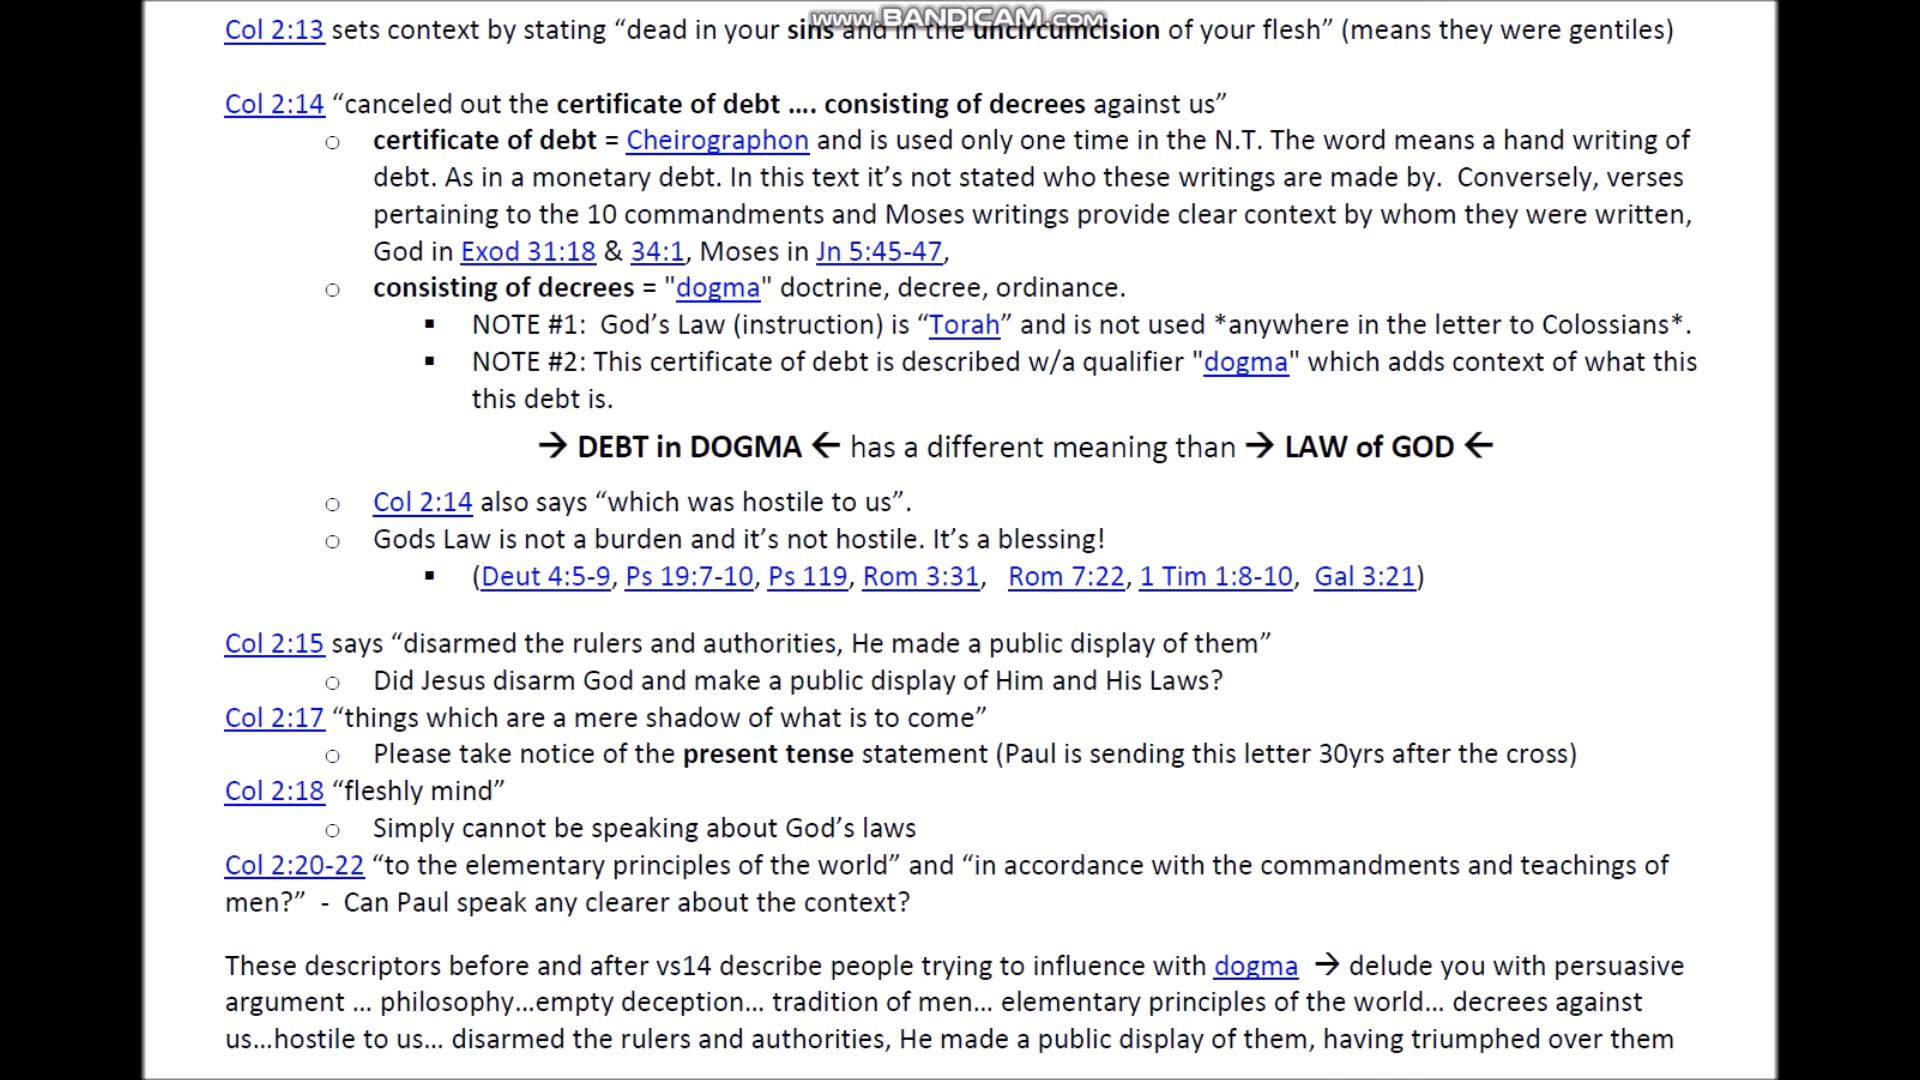 www.BANDICAM.com
Col 2:13 sets context by stating “dead in your sins and in the uncircumcision of your flesh” (means they were gentiles)
Col 2:14 “canceled out the certificate of debt .... consisting of decrees against us”
○ certificate of debt = Cheirographon and is used only one time in the N.T. The word means a hand writing of
debt. As in a monetary debt. In this text it’s not stated who these writings are made by.  Conversely, verses
pertaining to the 10 commandments and Moses writings provide clear context by whom they were written,
God in Exod 31:18 & 34:1, Moses in Jn 5:45-47,
○ consisting of decrees = "dogma" doctrine, decree, ordinance.
▪ NOTE #1:  God’s Law (instruction) is “Torah” and is not used *anywhere in the letter to Colossians*.
▪ NOTE #2: This certificate of debt is described w/a qualifier "dogma" which adds context of what this
this debt is.
→ DEBT in DOGMA ← has a different meaning than → LAW of GOD ←
○ Col 2:14 also says “which was hostile to us”.
○ Gods Law is not a burden and it’s not hostile. It’s a blessing!
▪ (Deut 4:5-9, Ps 19:7-10, Ps 119, Rom 3:31,   Rom 7:22, 1 Tim 1:8-10,  Gal 3:21)
Col 2:15 says “disarmed the rulers and authorities, He made a public display of them”
○ Did Jesus disarm God and make a public display of Him and His Laws?
Col 2:17 “things which are a mere shadow of what is to come”
○ Please take notice of the present tense statement (Paul is sending this letter 30yrs after the cross)
Col 2:18 “fleshly mind”
○ Simply cannot be speaking about God’s laws
Col 2:20-22 “to the elementary principles of the world” and “in accordance with the commandments and teachings of
men?”  -  Can Paul speak any clearer about the context?
These descriptors before and after vs14 describe people trying to influence with dogma → delude you with persuasive
argument ... philosophy...empty deception... tradition of men... elementary principles of the world... decrees against
us...hostile to us... disarmed the rulers and authorities, He made a public display of them, having triumphed over them